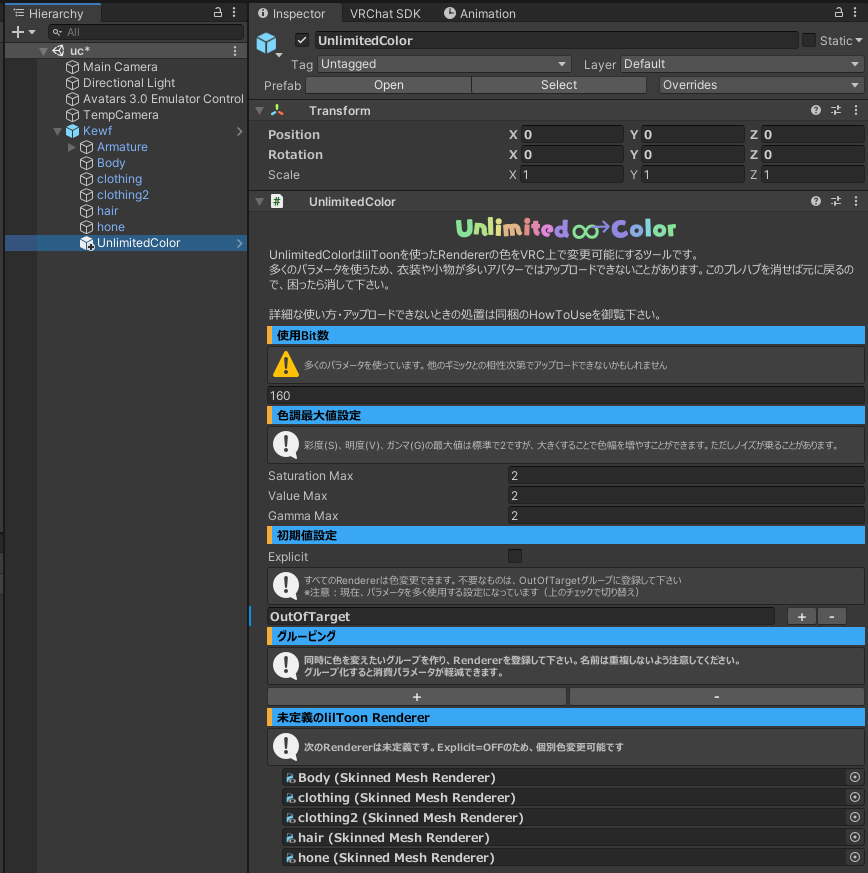 Hierarchy
All
uc*
Main Camera
Directional Light
Avatars 3.0 Emulator Control
TempCamera
Kewf
Armature
Body
clothing
clothing2
hair
hone
UnlimitedColor
Inspector VRChat SDK Animation
UnlimitedColor Static
Tag Untagged Layer Default
Prefab Open Select Overrides
Transform
Position X 0 Y 0 Z 0
Rotation X 0 Y 0 Z 0
Scale X 1 Y 1 Z 1
UnlimitedColor
Unlimited Color
UnlimitedColorはlilToonを使ったRendererの色をVRC上で変更可能にするツールです。
多くのパラメータを使うため、衣装や小物が多いアバターではアップロードできないことがあります。このプレハブを消せば元に戻るの
で、困ったら消して下さい。
詳細な使い方・アップロードできないときの処置は同梱のHowToUseを御覧下さい。
使用Bit数
多くのパラメータを使っています。他のギミックとの相性次第でアップロードできないかもしれません
160
色調最大値設定
彩度(S)、明度(V)、ガンマ(G)の最大値は標準で2ですが、大きくすることで色幅を増やすことができます。ただしノイズが乗ることがあります。
Saturation Max 2
Value Max 2
Gamma Max 2
初期値設定
Explicit
すべてのRendererは色変更できます。不要なものは、OutOfTargetグループに登録して下さい
※注意：現在、パラメータを多く使用する設定になっています（上のチェックで切り替え）
OutOfTarget + -
グルーピング
同時に色を変えたいグループを作り、Rendererを登録して下さい。名前は重複しないよう注意してください。
グループ化すると消費パラメータが軽減できます。
+ -
未定義のlilToon Renderer
次のRendererは未定義です。Explicit=OFFのため、個別色変更可能です
Body (Skinned Mesh Renderer)
clothing (Skinned Mesh Renderer)
clothing2 (Skinned Mesh Renderer)
hair (Skinned Mesh Renderer)
hone (Skinned Mesh Renderer)